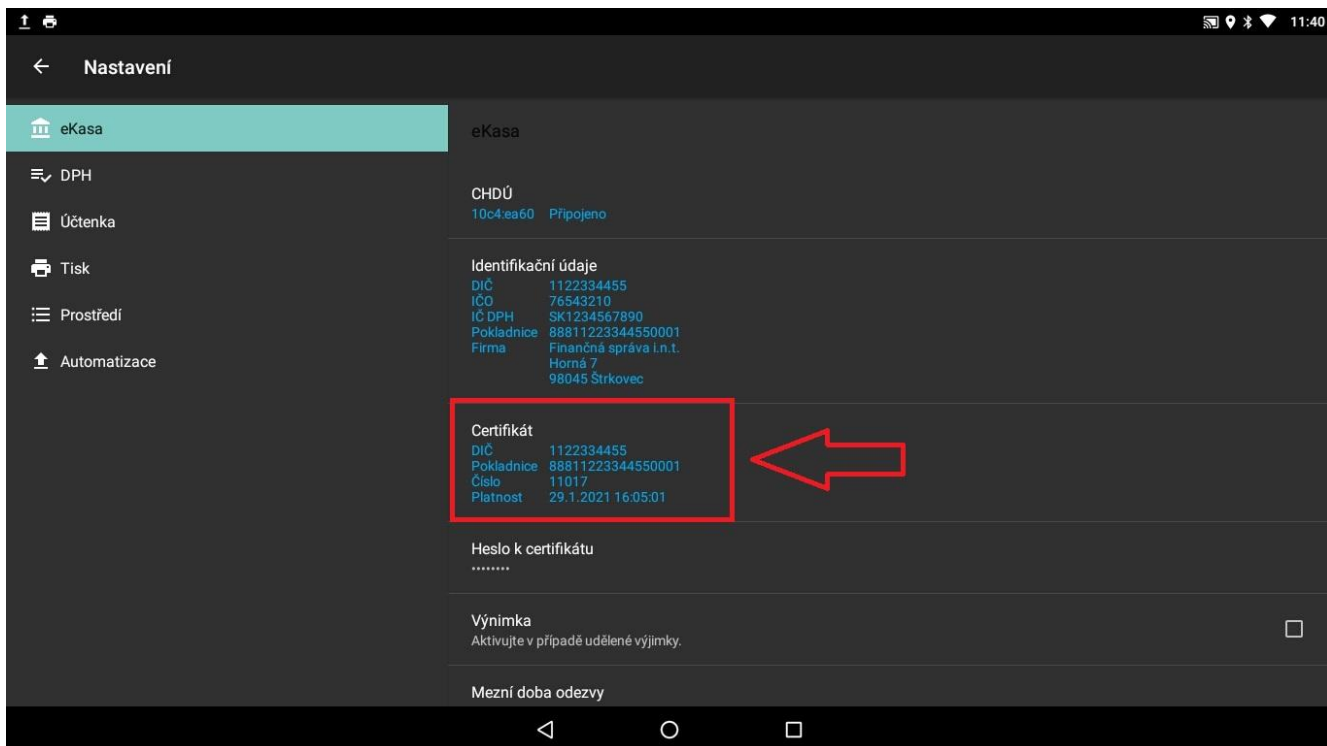 11:40
Nastavení
eKasa
DPH
Účtenka
Tisk
Prostředí
Automatizace
eKasa
CHDÚ
10c4:ea60 Připojeno
Identifikační údaje
DIČ 1122334455
IČO 76543210
IČ DPH SK1234567890
Pokladnice 88811223344550001
Firma Finančná správa i.n.t.
Horná 7
98045 Štrkovec
Certifikát
DIČ 1122334455
Pokladnice 88811223344550001
Číslo 11017
Platnost 29.1.2021 16:05:01
Heslo k certifikátu
••••••••
Výnimka
Aktivujte v případě udělené výjimky.
Mezní doba odezvy